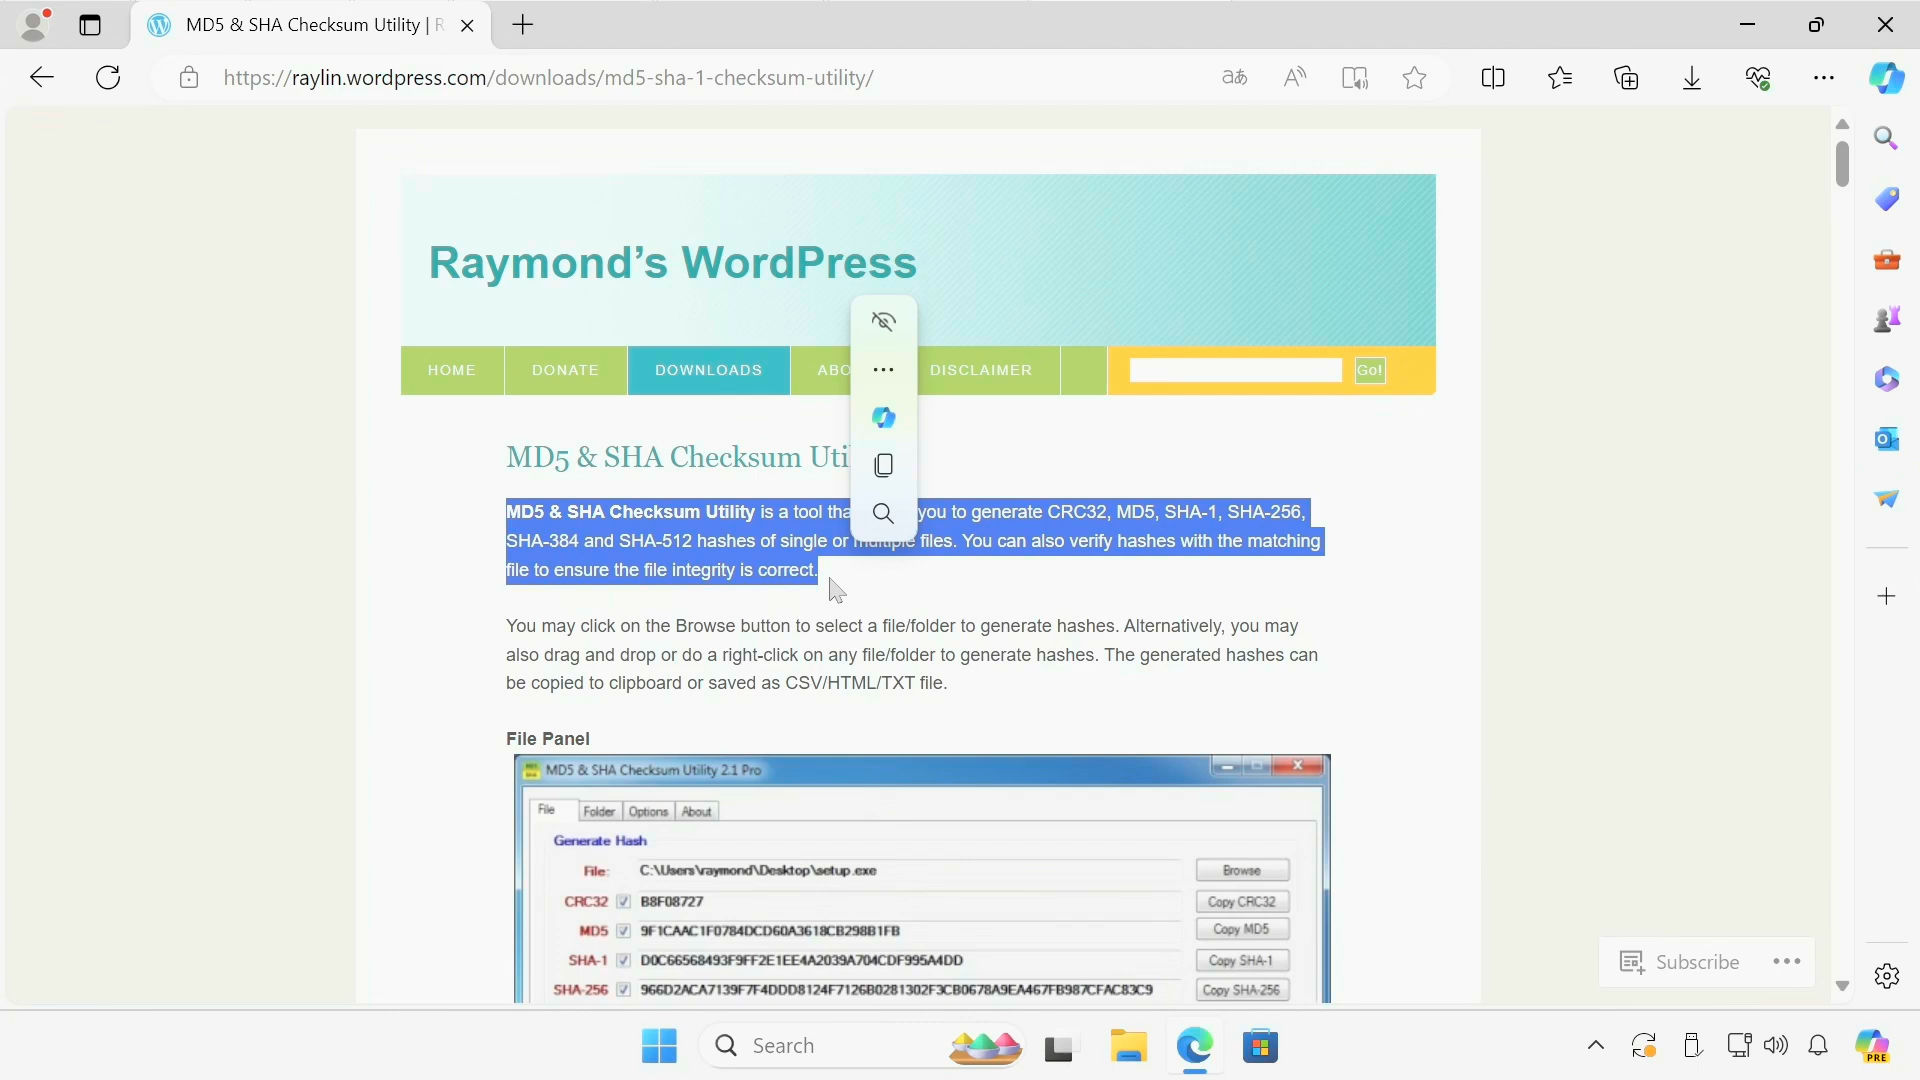 MD5 & SHA Checksum Utility | R
https://raylin.wordpress.com/downloads/md5-sha-1-checksum-utility/
Raymond's WordPress
HOME DONATE DOWNLOADS ABO DISCLAIMER Go!
MD5 & SHA Checksum Uti
MD5 & SHA Checksum Utility is a tool tha you to generate CRC32, MD5, SHA-1, SHA-256,
SHA-384 and SHA-512 hashes of single or multiple files. You can also verify hashes with the matching
file to ensure the file integrity is correct.
You may click on the Browse button to select a file/folder to generate hashes. Alternatively, you may
also drag and drop or do a right-click on any file/folder to generate hashes. The generated hashes can
be copied to clipboard or saved as CSV/HTML/TXT file.
File Panel
MD5 & SHA Checksum Utility 2.1 Pro
File Folder Options About
Generate Hash
File: C:\Users\raymond\Desktop\setup.exe Browse
CRC32 B8F08727 Copy CRC32
MD5 9F1CAAC1F0784DCD60A3618CB298B1FB Copy MD5
SHA-1 D0C66568493F9FF2E1EE4A2039A704CDF995A4DD Copy SHA-1
SHA-256 966D2ACA7139F7F4DDD8124F7126B0281302F3CB0678A9EA467FB987CFAC83C9 Copy SHA-256
Subscribe
Search
PRE